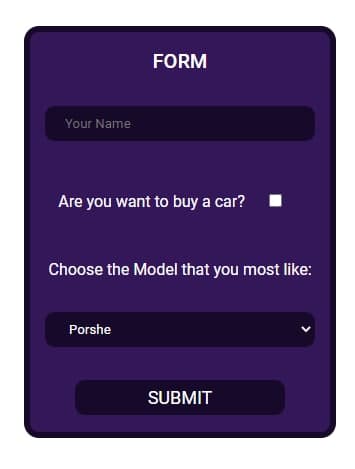 FORM
Your Name
Are you want to buy a car?
Choose the Model that you most like:
Porshe
SUBMIT